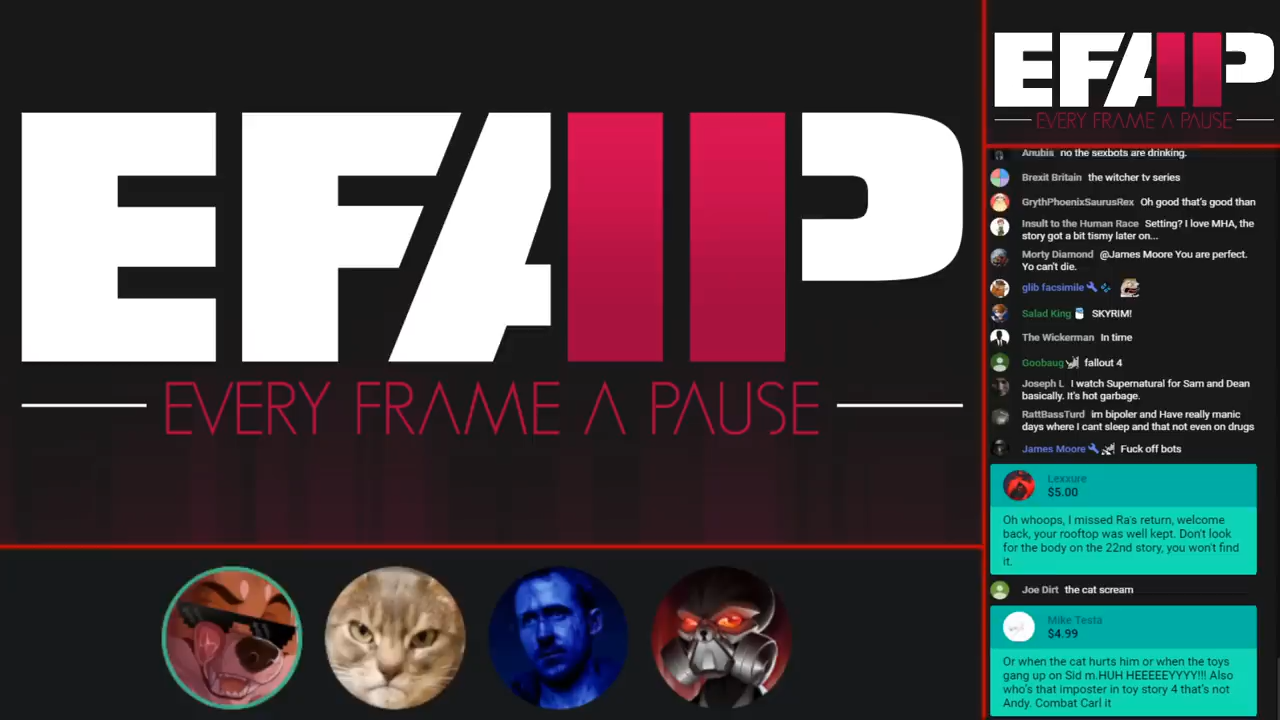 EFAP
EVERY FRAME A PAUSE
EFAP
EVERY FRAME A PAUSE
Anubis no the sexbots are drinking.
Brexit Britain the witcher tv series
GrythPhoenixSaurusRex Oh good that's good than
Insult to the Human Race Setting? I love MHA, the
story got a bit tismy later on...
Morty Diamond @James Moore You are perfect.
Yo can't die.
glib facsimile
Salad King SKYRIM!
The Wickerman In time
Goobaug fallout 4
Joseph L I watch Supernatural for Sam and Dean
basically. It's hot garbage.
RattBassTurd im bipoler and Have really manic
days where I cant sleep and that not even on drugs
James Moore Fuck off bots
Lexxure
$5.00
Oh whoops, I missed Ra's return, welcome
back, your rooftop was well kept. Don't look
for the body on the 22nd story, you won't find
it.
Joe Dirt the cat scream
Mike Testa
$4.99
Or when the cat hurts him or when the toys
gang up on Sid m.HUH HEEEEEYYYY!!! Also
who's that imposter in toy story 4 that's not
Andy. Combat Carl it